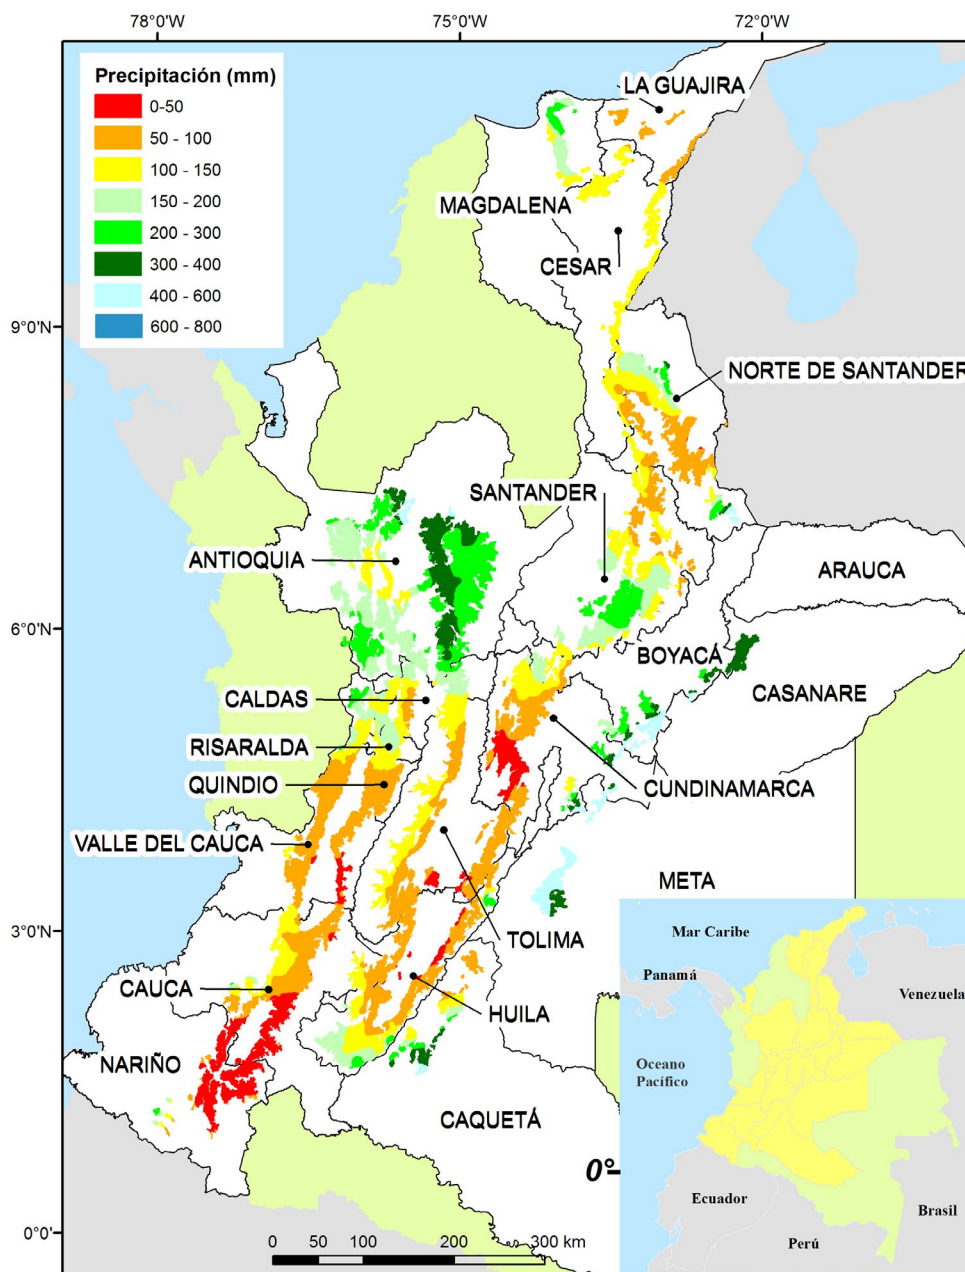 78°0'W
75°0'W
72°0'W
Precipitación (mm)
0-50
50 - 100
100 - 150
150 - 200
200 - 300
300 - 400
400 - 600
600 - 800
LA GUAJIRA
MAGDALENA
CESAR
9°0'N
NORTE DE SANTANDER
SANTANDER
ANTIOQUIA
ARAUCA
6°0'N
BOYACÁ
CASANARE
CALDAS
RISARALDA
QUINDIO
CUNDINAMARCA
VALLE DEL CAUCA
META
3°0'N
TOLIMA
CAUCA
HUILA
NARIÑO
CAQUETÁ
0°
0°0'
0 50 100 200 300 km
Mar Caribe
Panamá
Venezuela
Oceano
Pacífico
Ecuador
Brasil
Perú